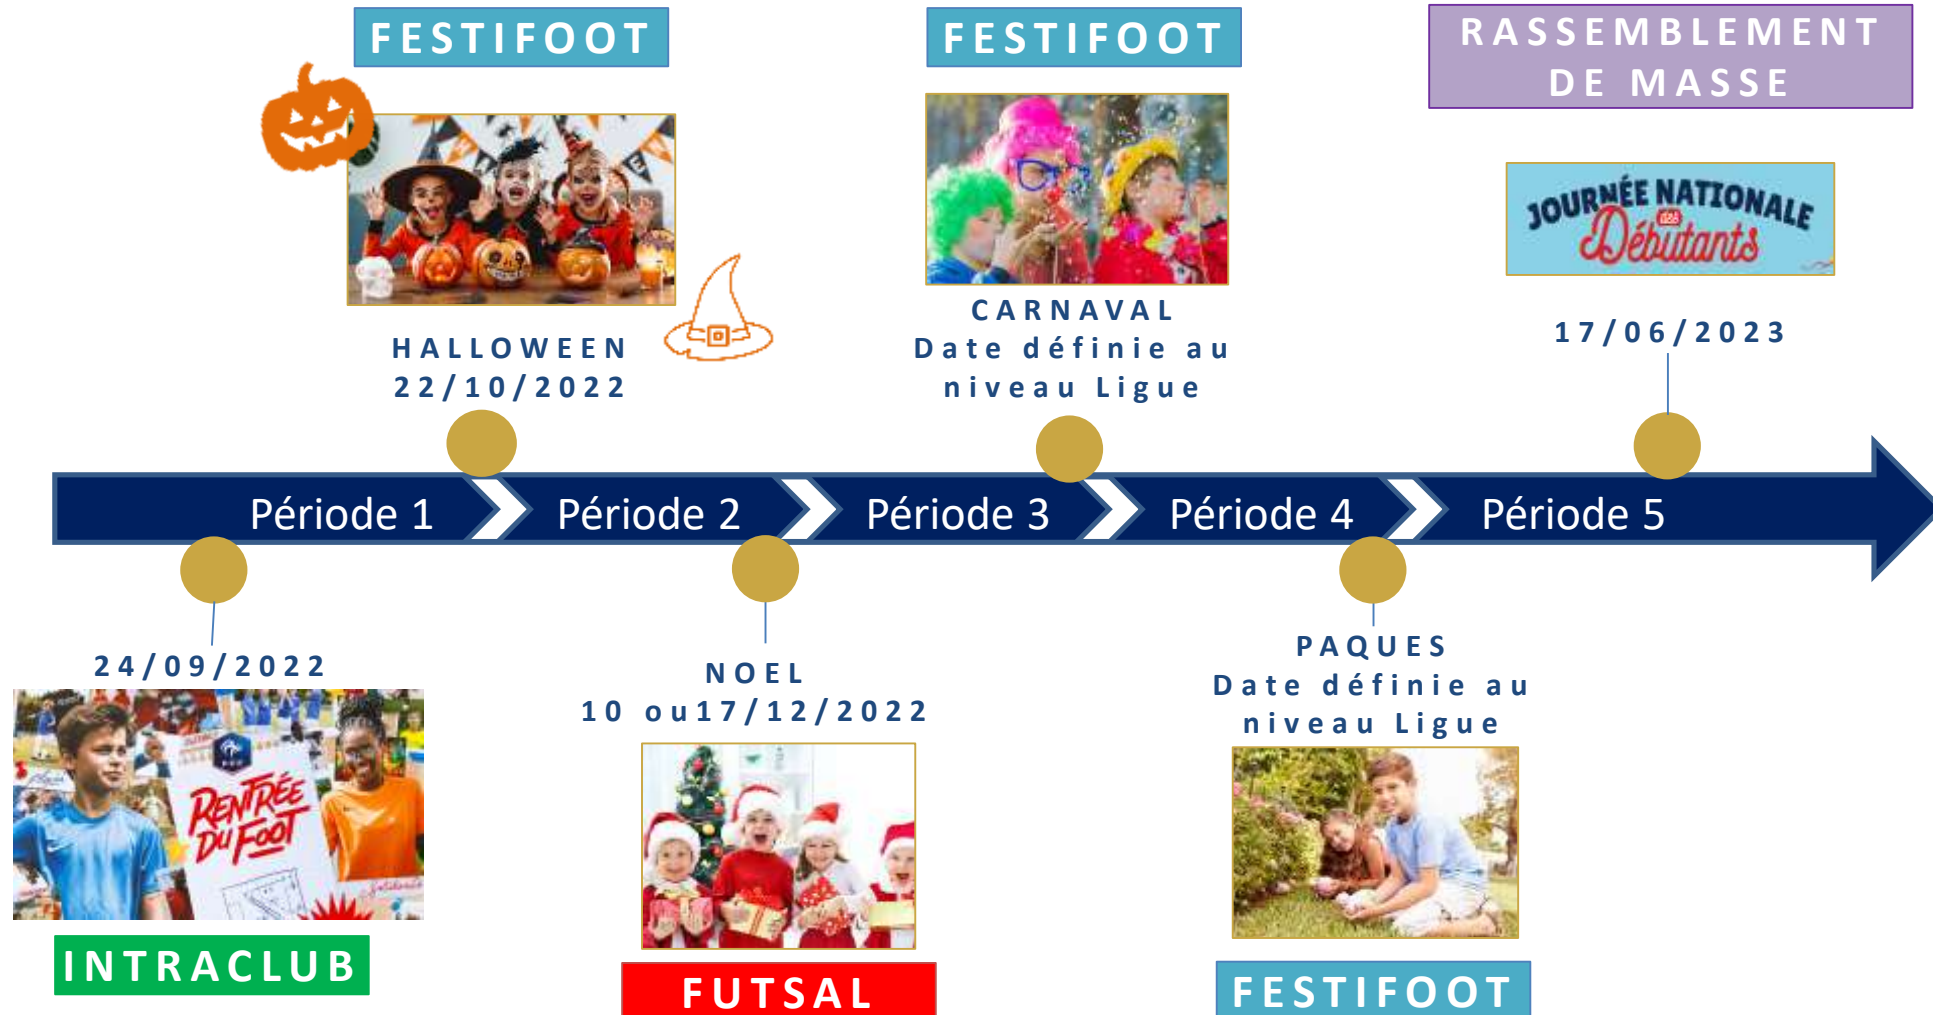 FESTIFOOT
FESTIFOOT
RASSEMBLEMENT
DE MASSE
JOURNÉE NATIONALE
des
Débutants
HALLOWEEN
22/10/2022
CARNAVAL
Date définie au
niveau Ligue
17/06/2023
Période 1
Période 2
Période 3
Période 4
Période 5
24/09/2022
NOEL
10 ou17/12/2022
PAQUES
Date définie au
niveau Ligue
RENTRÉE
DU FOOT
INTRACLUB
FUTSAL
FESTIFOOT